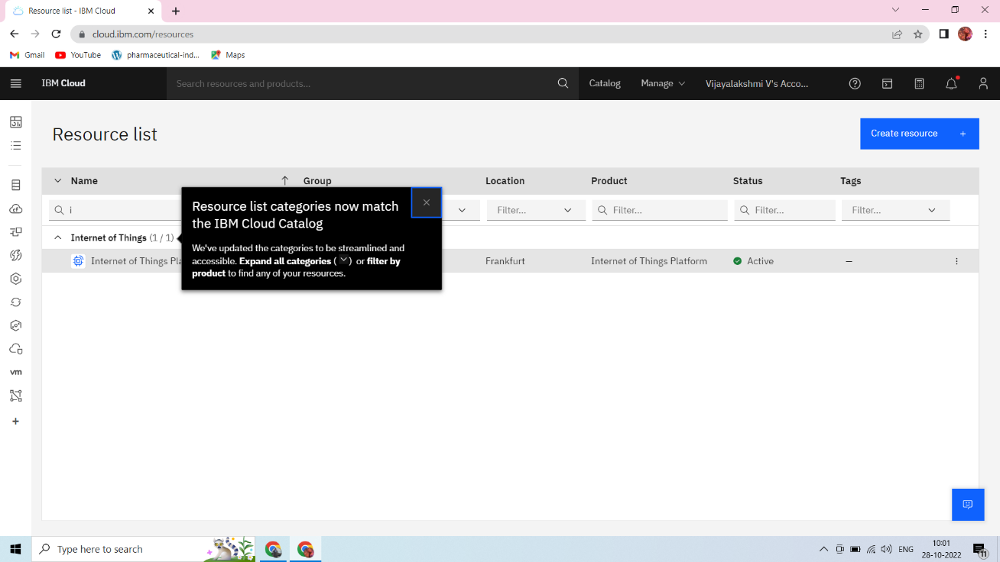 Resource list - IBM Cloud
cloud.ibm.com/resources
Gmail YouTube pharmaceutical-ind... Maps
IBM Cloud Search resources and products... Catalog Manage Vijayalakshmi V's Acco...
Resource list
Create resource +
Name Group Location Product Status Tags
i Filter... Filter... Filter... Filter...
Resource list categories now match
the IBM Cloud Catalog
Internet of Things (1 / 1)
We've updated the categories to be streamlined and
accessible. Expand all categories ( ) or filter by
product to find any of your resources.
Internet of Things Pla Frankfurt Internet of Things Platform Active –
vm
Type here to search
ENG
10:01
28-10-2022
11